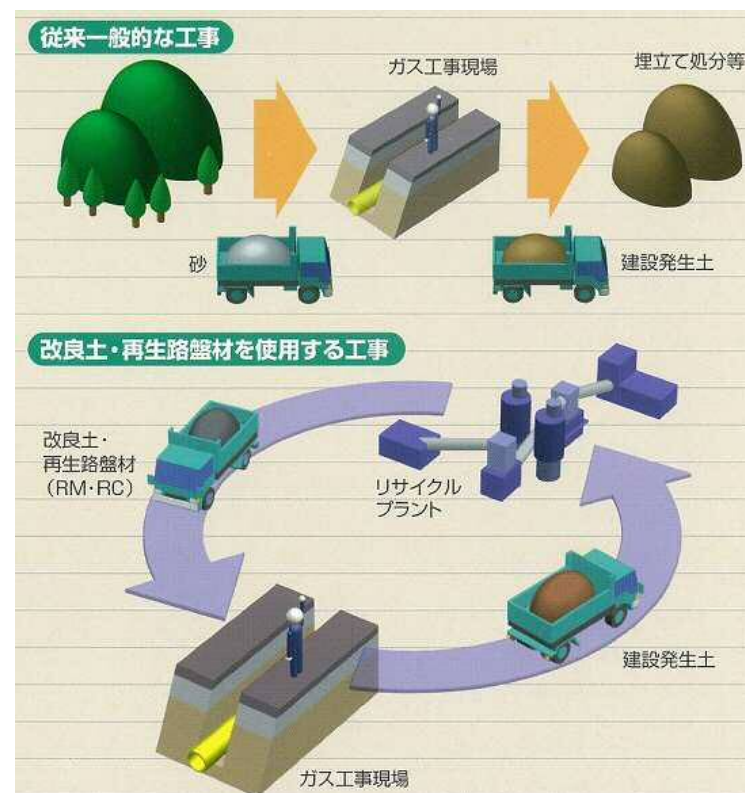 従来一般的な工事
ガス工事現場
埋立て処分等
砂
建設発生土
改良土・再生路盤材を使用する工事
改良土・
再生路盤材
（RM・RC）
リサイクル
プラント
建設発生土
ガス工事現場